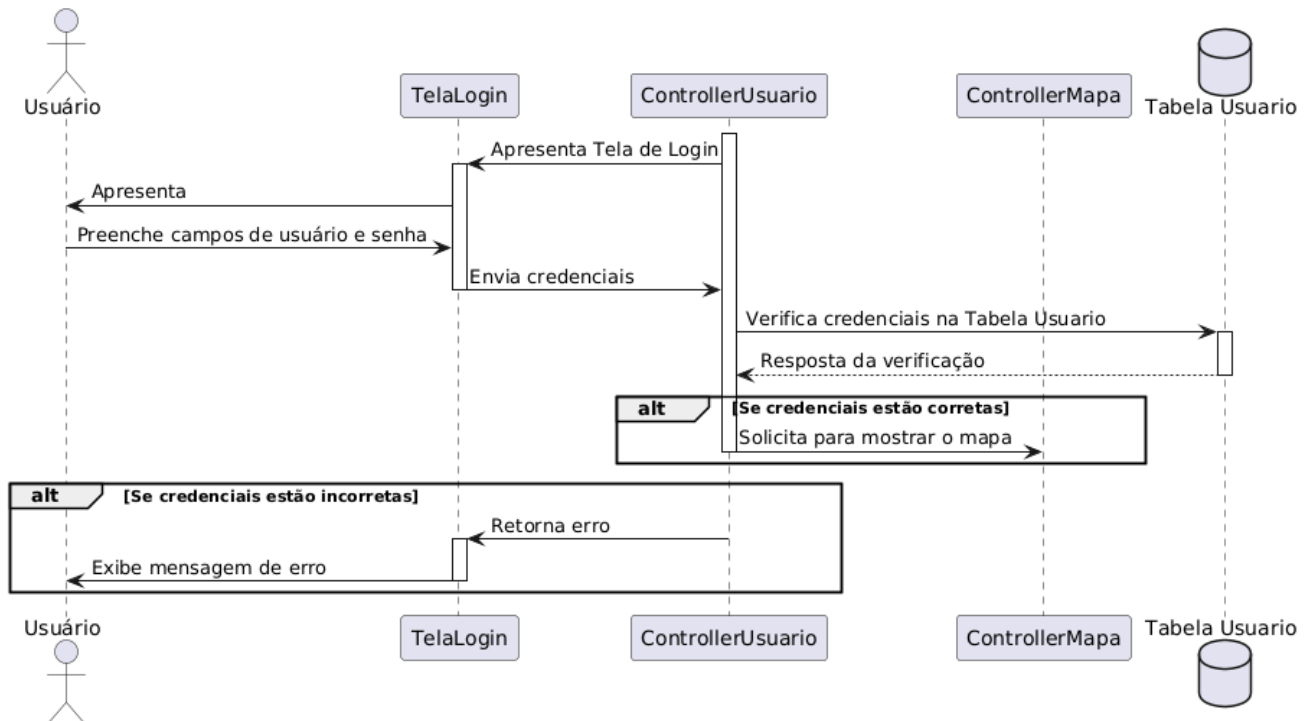 Usuário
TelaLogin
ControllerUsuario
ControllerMapa
Tabela Usuario
Apresenta Tela de Login
Apresenta
Preenche campos de usuário e senha
Envia credenciais
Verifica credenciais na Tabela Usuario
Resposta da verificação
alt
[Se credenciais estão corretas]
Solicita para mostrar o mapa
alt
[Se credenciais estão incorretas]
Retorna erro
Exibe mensagem de erro
Usuário
TelaLogin
ControllerUsuario
ControllerMapa
Tabela Usuario